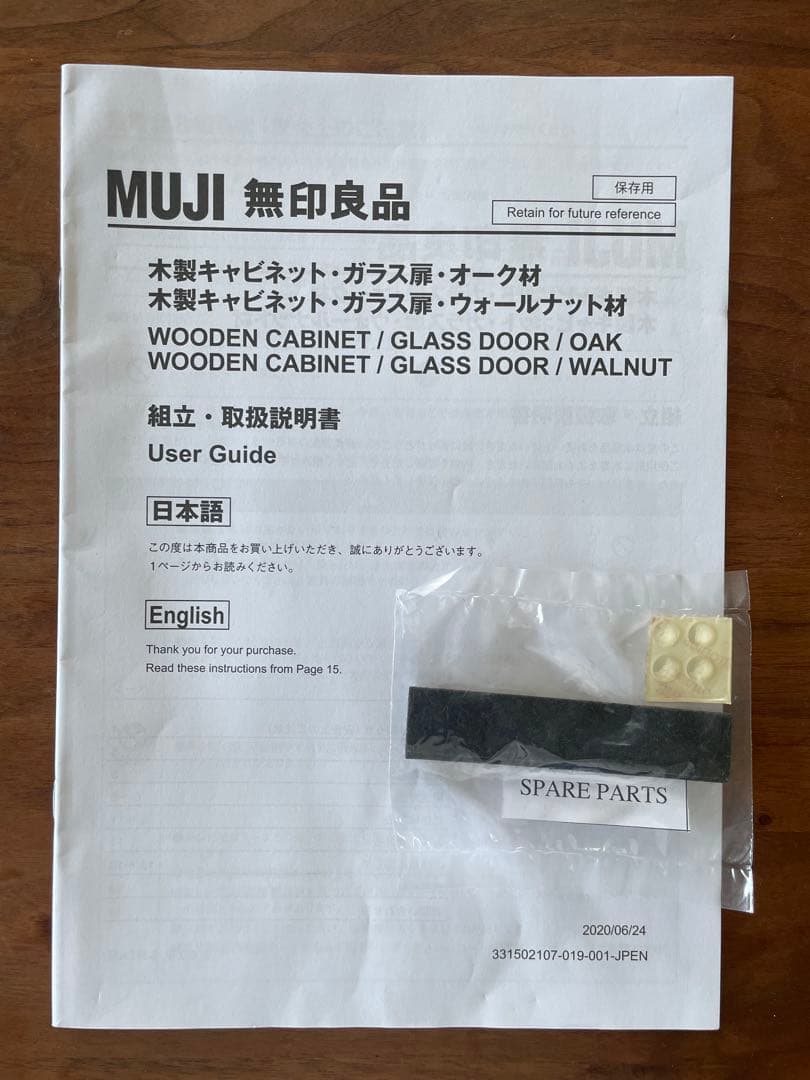 MUJI 無印良品
保存用
Retain for future reference
木製キャビネット・ガラス扉・オーク材
木製キャビネット・ガラス扉・ウォールナット材
WOODEN CABINET / GLASS DOOR / OAK
WOODEN CABINET / GLASS DOOR / WALNUT
組立・取扱説明書
User Guide
日本語
この度は本商品をお買い上げいただき、誠にありがとうございます。
1ページからお読みください。
English
Thank you for your purchase.
Read these instructions from Page 15.
SPARE PARTS
2020/06/24
331502107-019-001-JPEN